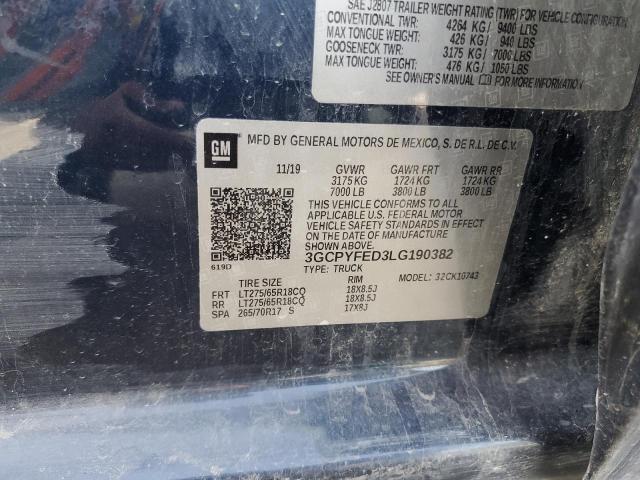 SAE J2807 TRAILER WEIGHT RATING (TWR) FOR VEHICLE CONFIGURATION
CONVENTIONAL TWR: 4264 KG / 9400 LBS
MAX TONGUE WEIGHT: 426 KG / 940 LBS
GOOSENECK TWR: 3175 KG / 7000 LBS
MAX TONGUE WEIGHT: 476 KG / 1050 LBS
SEE OWNER'S MANUAL FOR MORE INFORMATION
GM
MFD BY GENERAL MOTORS DE MEXICO, S. DE R.L. DE C.V.
11/19 GVWR GAWR FRT GAWR RR
3175 KG 1724 KG 1724 KG
7000 LB 3800 LB 3800 LB
THIS VEHICLE CONFORMS TO ALL
APPLICABLE U.S. FEDERAL MOTOR
VEHICLE SAFETY STANDARDS IN EFFECT
ON THE DATE OF MANUFACTURE SHOWN
ABOVE.
3GCPYFED3LG190382
619D
TYPE: TRUCK
32CK10743
TIRE SIZE RIM
FRT LT275/65R18CQ 18X8.5J
RR LT275/65R18CQ 18X8.5J
SPA 265/70R17 S 17X8J